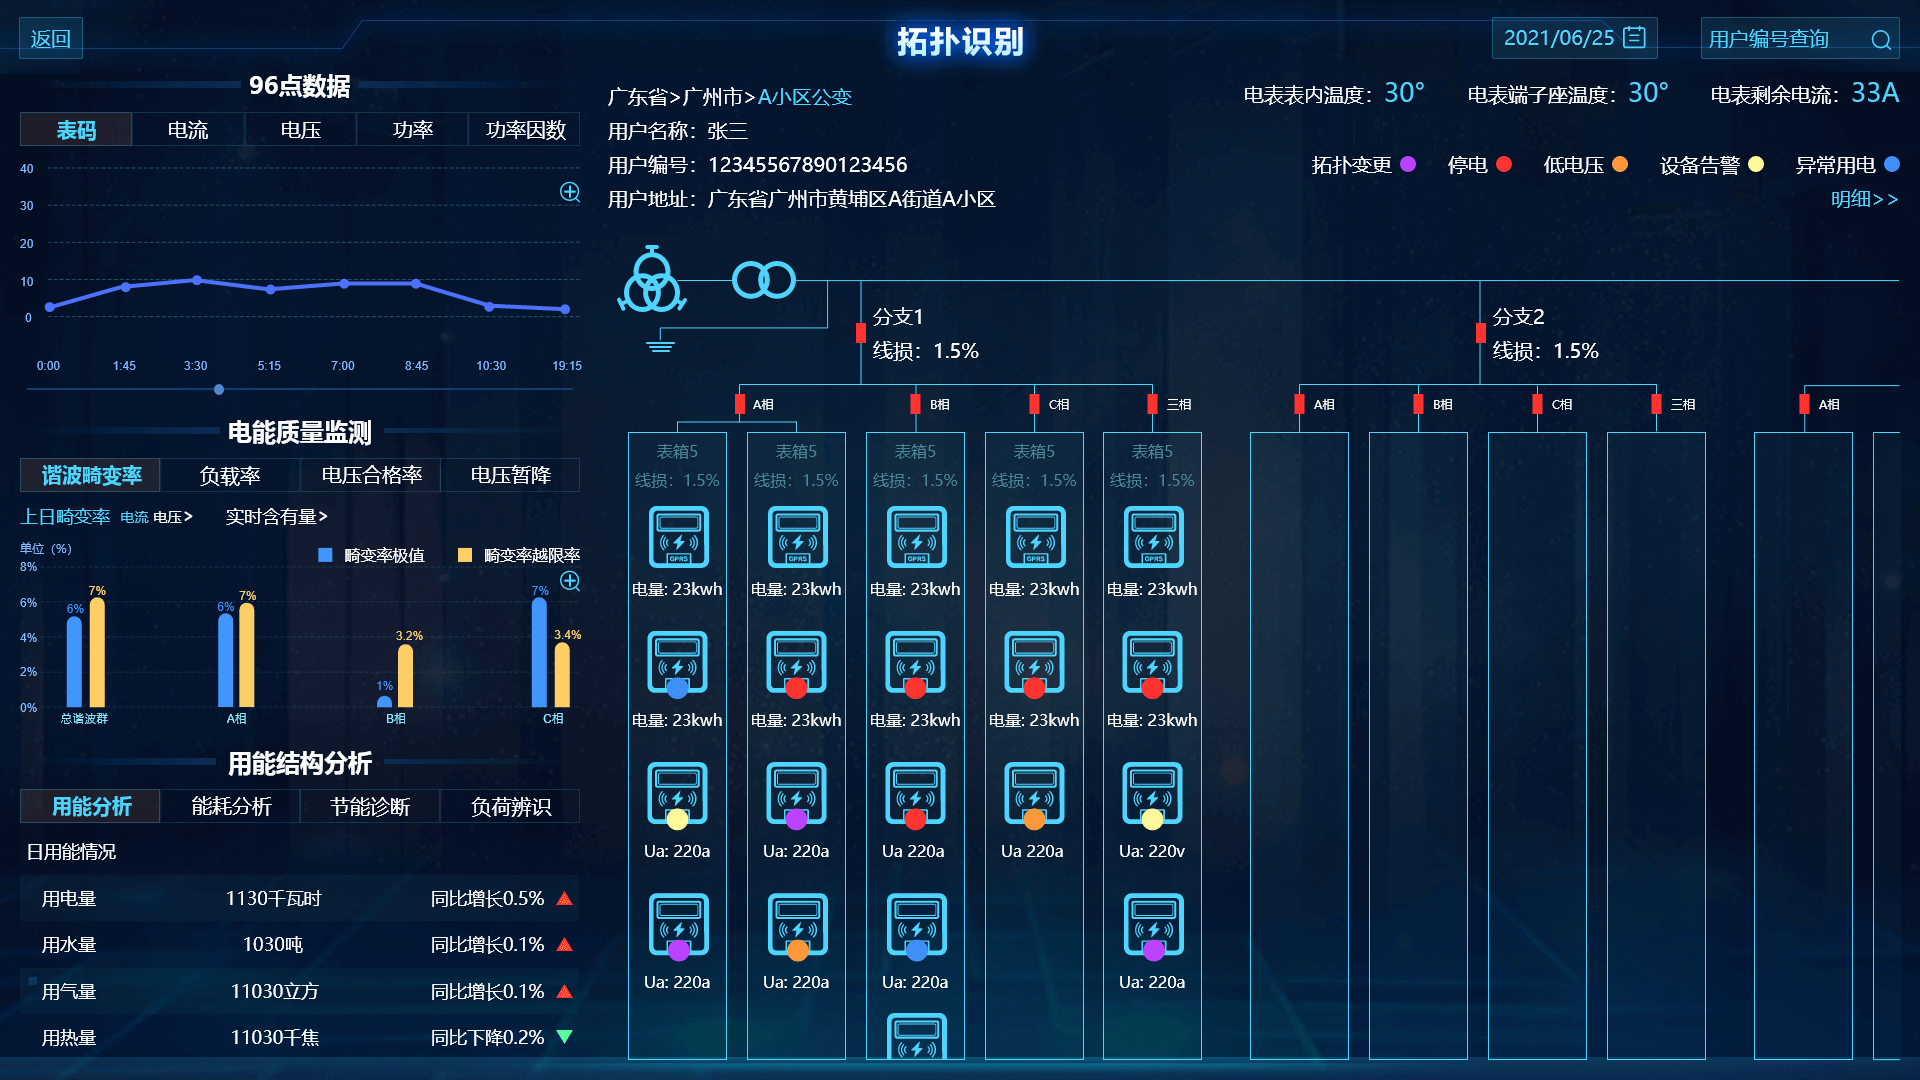 返回
拓扑识别
2021/06/25
用户编号查询
96点数据
表码 电流 电压 功率 功率因数
40
30
20
10
0
0:00 1:45 3:30 5:15 7:00 8:45 10:30 19:15
电能质量监测
谐波畸变率 负载率 电压合格率 电压暂降
上日畸变率 电流 电压> 实时含有量>
单位（%）
畸变率极值 畸变率越限率
8%
6%
4%
2%
0%
6% 7% 6% 7% 1% 3.2% 7% 3.4%
总谐波群 A相 B相 C相
用能结构分析
用能分析 能耗分析 节能诊断 负荷辨识
日用能情况
用电量 1130千瓦时 同比增长0.5%
用水量 1030吨 同比增长0.1%
用气量 11030立方 同比增长0.1%
用热量 11030千焦 同比下降0.2%
广东省>广州市>A小区公变
用户名称：张三
用户编号：12345567890123456
用户地址：广东省广州市黄埔区A街道A小区
电表表内温度：30° 电表端子座温度：30° 电表剩余电流：33A
拓扑变更 停电 低电压 设备告警 异常用电
明细>>
分支1
线损：1.5%
分支2
线损：1.5%
A相 B相 C相 三相 A相 B相 C相 三相 A相
表箱5 表箱5 表箱5 表箱5 表箱5
线损：1.5% 线损：1.5% 线损：1.5% 线损：1.5% 线损：1.5%
GPRS GPRS GPRS GPRS GPRS
电量: 23kwh 电量: 23kwh 电量: 23kwh 电量: 23kwh 电量: 23kwh
电量: 23kwh 电量: 23kwh 电量: 23kwh 电量: 23kwh 电量: 23kwh
Ua: 220a Ua: 220a Ua 220a Ua 220a Ua: 220v
Ua: 220a Ua: 220a Ua: 220a Ua: 220a